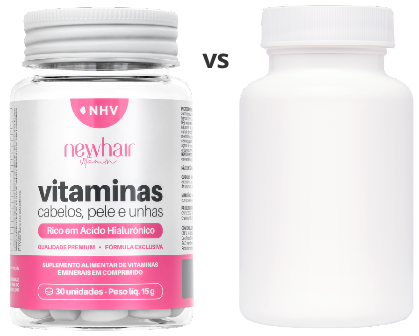 NHV
vs
newhair
vitamin
vitaminas
cabelos, pele e unhas
Rico em Ácido Hialurônico
QUALIDADE PREMIUM • FÓRMULA EXCLUSIVA
SUPLEMENTO ALIMENTAR DE VITAMINAS
E MINERAIS EM COMPRIMIDO
30 unidades - Peso líq. 15g